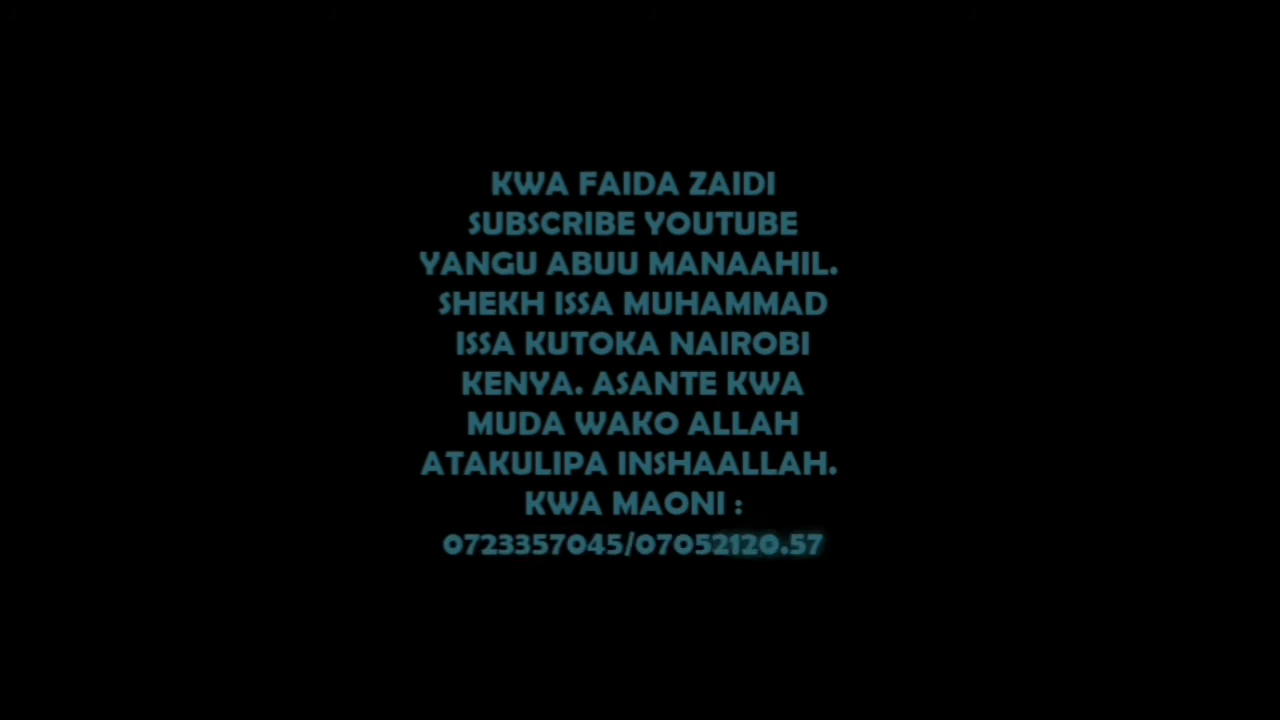 KWA FAIDA ZAIDI
SUBSCRIBE YOUTUBE
YANGU ABUU MANAAHIL.
SHEKH ISSA MUHAMMAD
ISSA KUTOKA NAIROBI
KENYA. ASANTE KWA
MUDA WAKO ALLAH
ATAKULIPA INSHAALLAH.
KWA MAONI :
0723357045/07052120.57